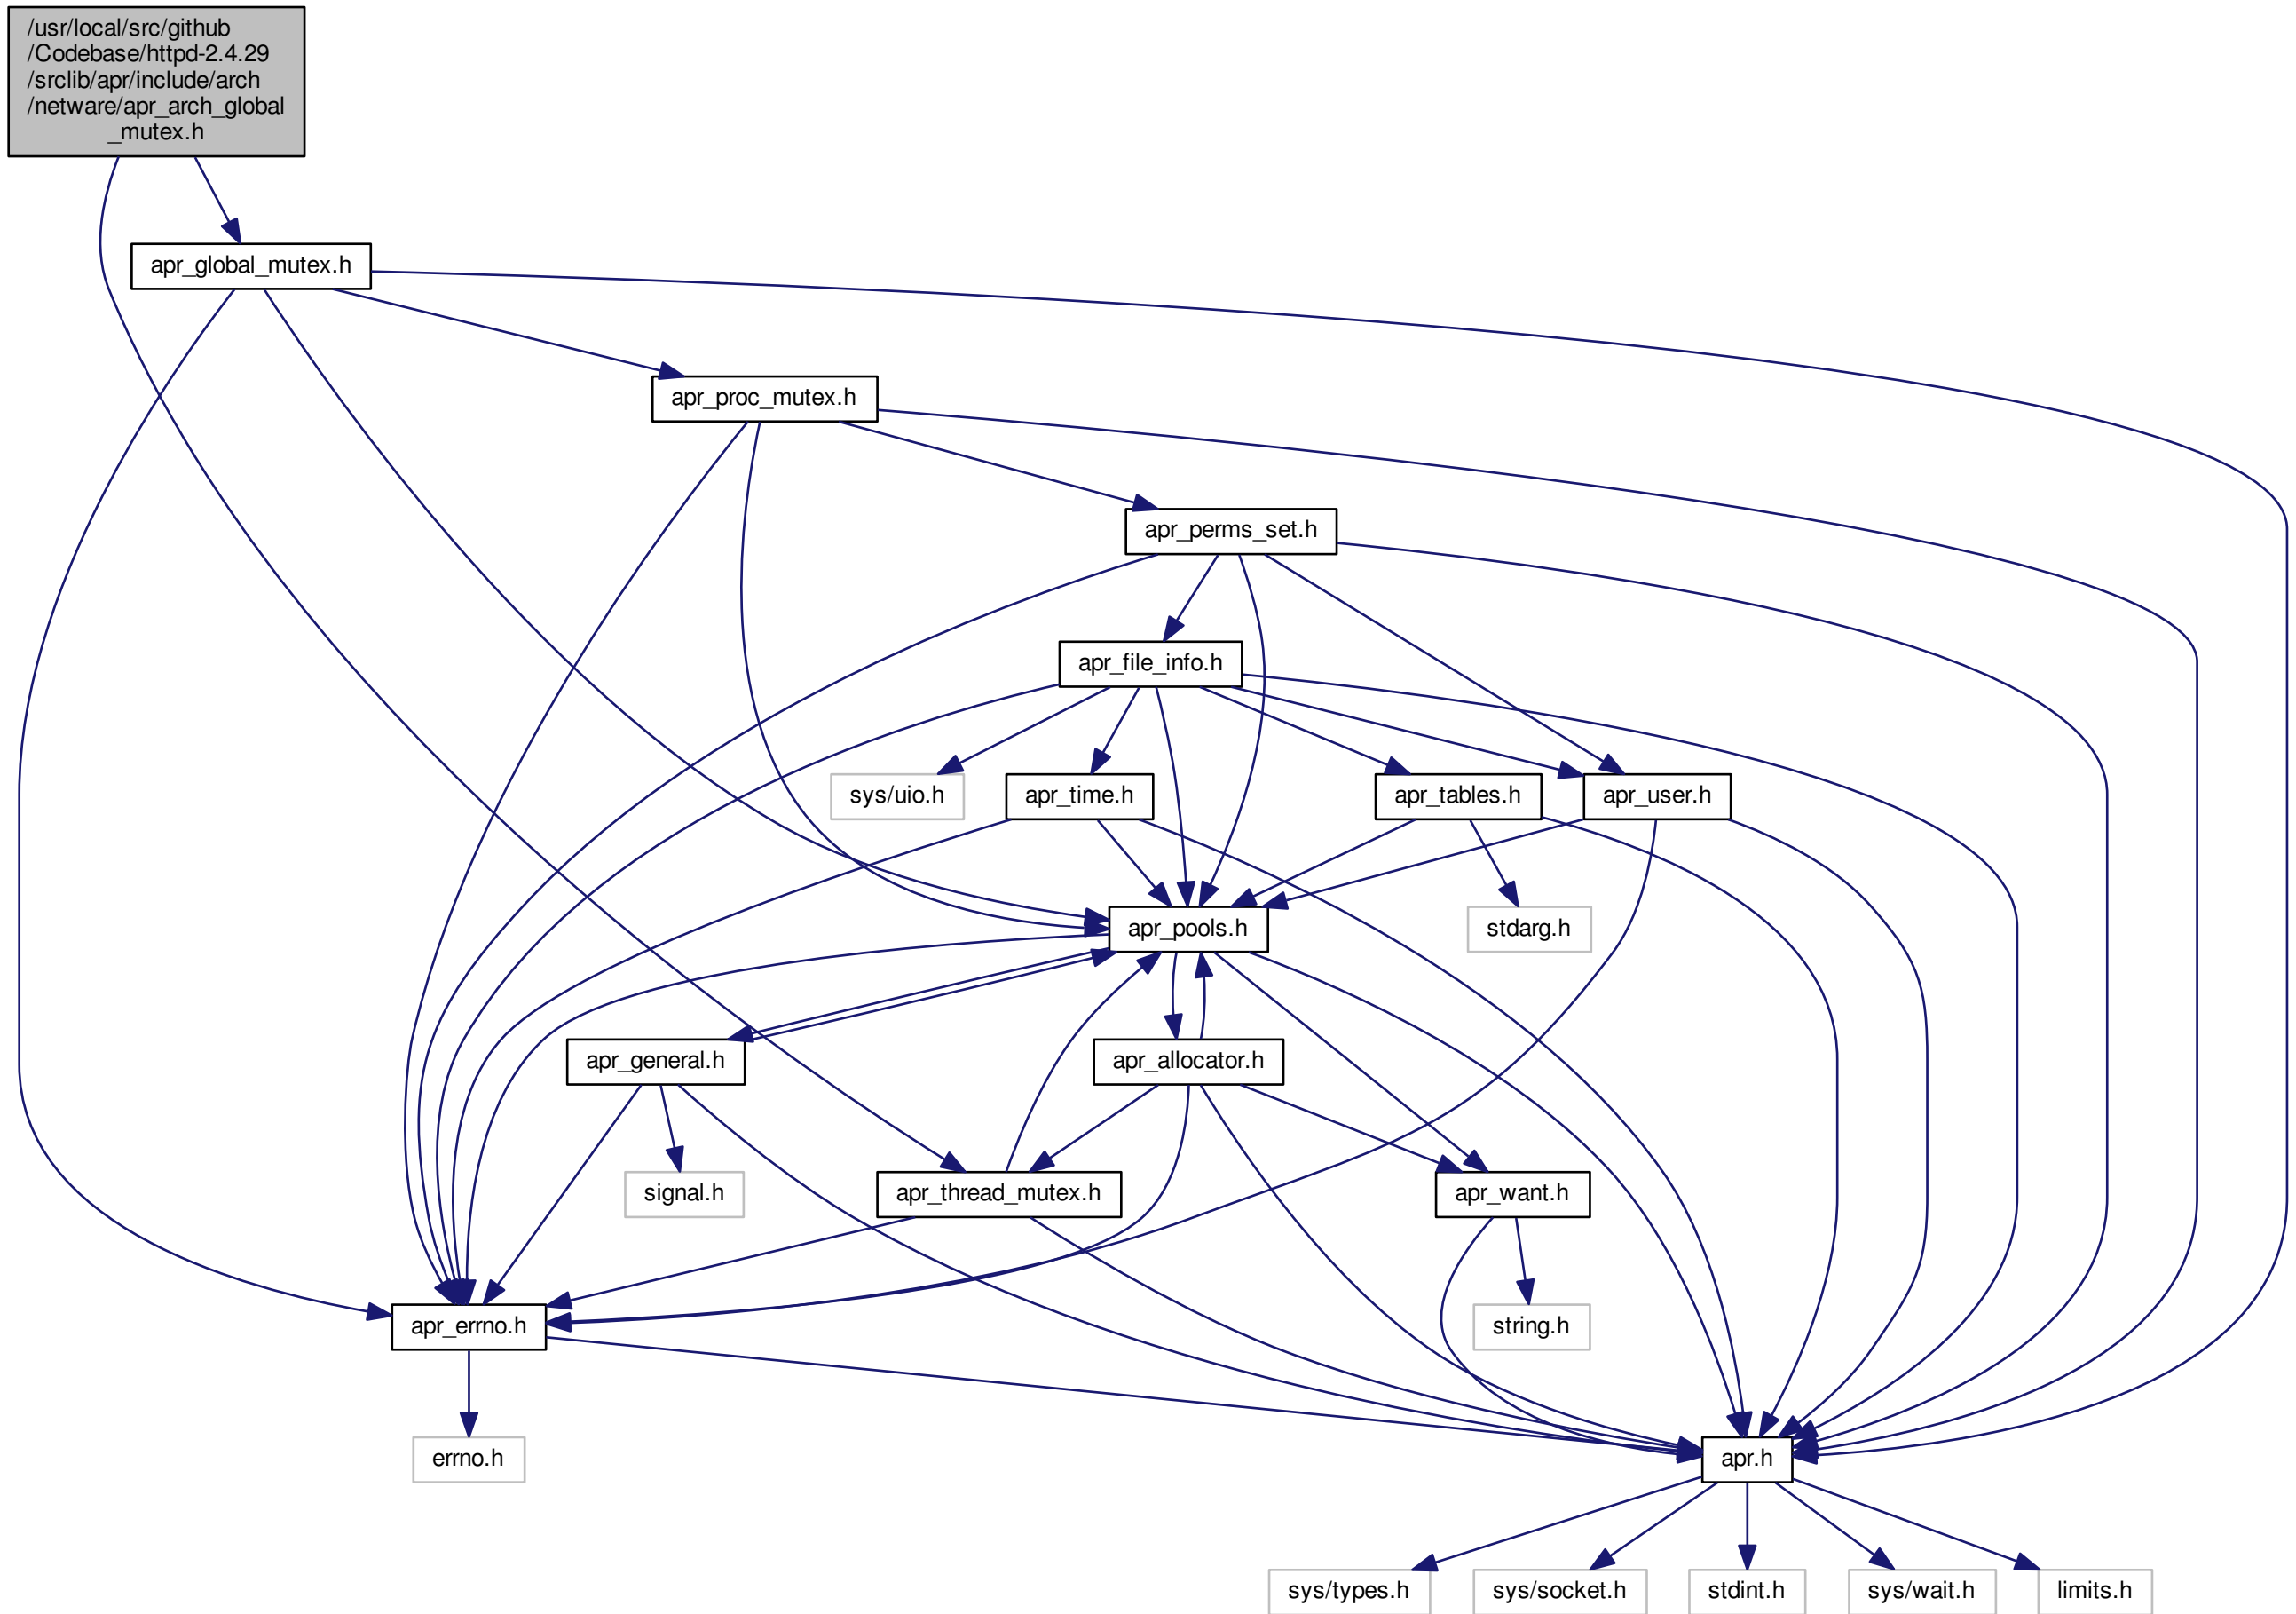 /usr/local/src/github
/Codebase/httpd-2.4.29
/srclib/apr/include/arch
/netware/apr_arch_global
_mutex.h
apr_global_mutex.h
apr_proc_mutex.h
apr_perms_set.h
apr_file_info.h
sys/uio.h
apr_time.h
apr_tables.h
apr_user.h
apr_pools.h
stdarg.h
apr_general.h
apr_allocator.h
signal.h
apr_thread_mutex.h
apr_want.h
apr_errno.h
string.h
errno.h
apr.h
sys/types.h
sys/socket.h
stdint.h
sys/wait.h
limits.h